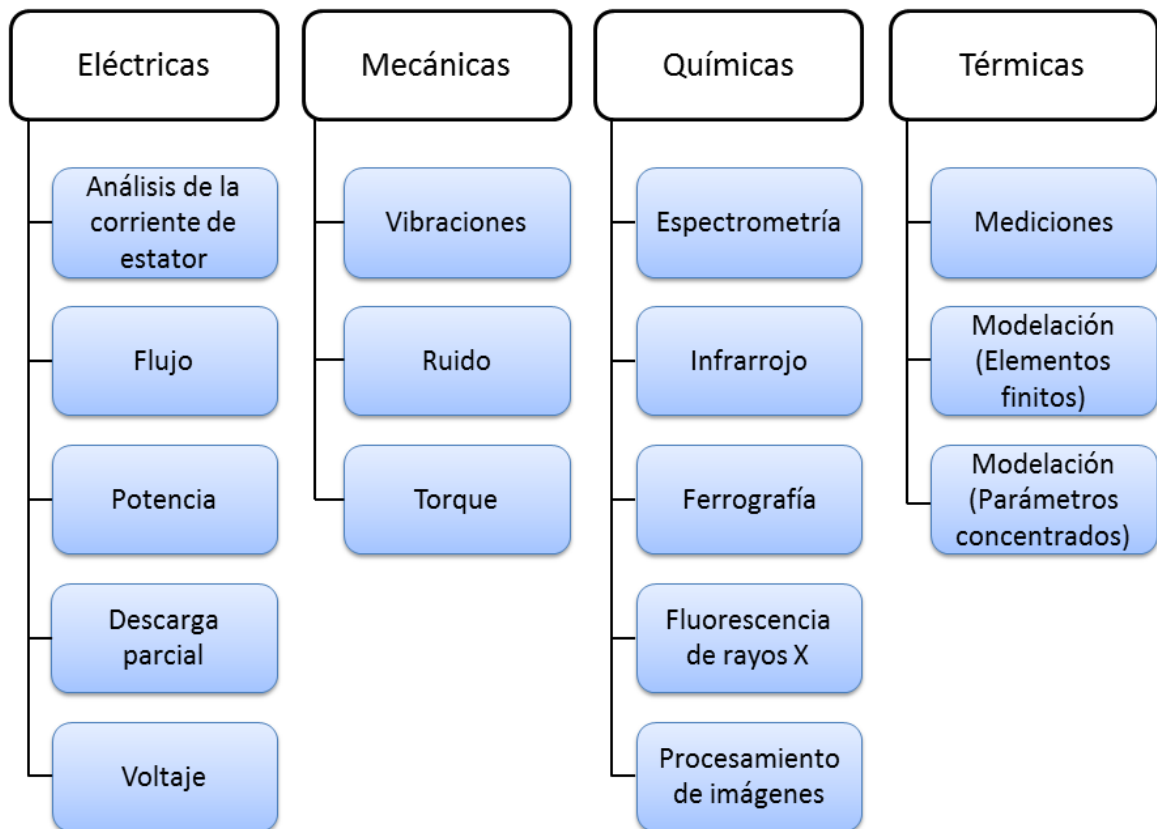 Eléctricas
Análisis de la
corriente de
estator
Flujo
Potencia
Descarga
parcial
Voltaje
Mecánicas
Vibraciones
Ruido
Torque
Químicas
Espectrometría
Infrarrojo
Ferrografía
Fluorescencia
de rayos X
Procesamiento
de imágenes
Térmicas
Mediciones
Modelación
(Elementos
finitos)
Modelación
(Parámetros
concentrados)